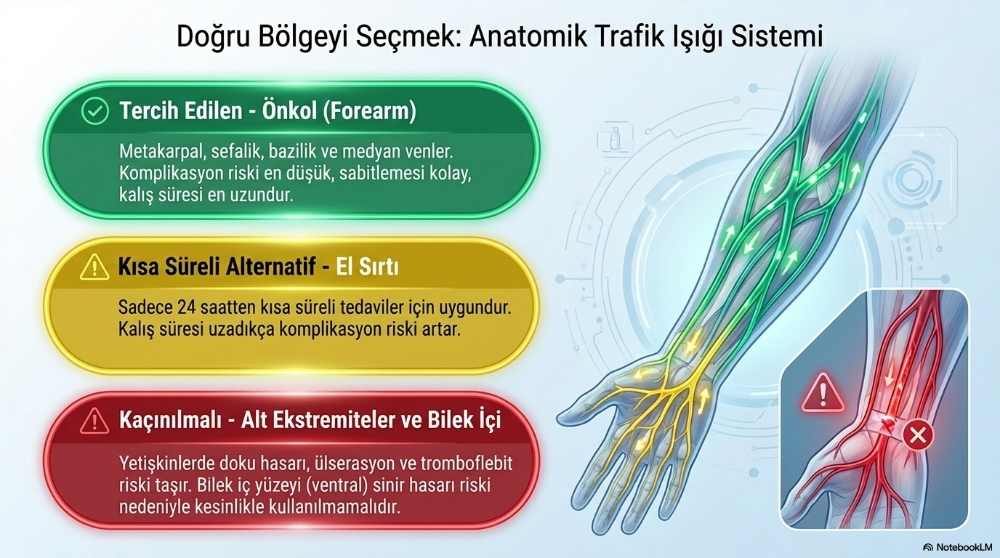 Doğru Bölgeyi Seçmek: Anatomik Trafik Işığı Sistemi
Tercih Edilen - Önkol (Forearm)
Metakarpal, sefalik, bazilik ve medyan venler.
Komplikasyon riski en düşük, sabitlemesi kolay,
kalış süresi en uzundur.
Kısa Süreli Alternatif - El Sırtı
Sadece 24 saatten kısa süreli tedaviler için uygundur.
Kalış süresi uzadıkça komplikasyon riski artar.
Kaçınılmalı - Alt Ekstremiteler ve Bilek İçi
Yetişkinlerde doku hasarı, ülserasyon ve tromboflebit
riski taşır. Bilek iç yüzeyi (ventral) sinir hasarı riski
nedeniyle kesinlikle kullanılmamalıdır.
NotebookLM